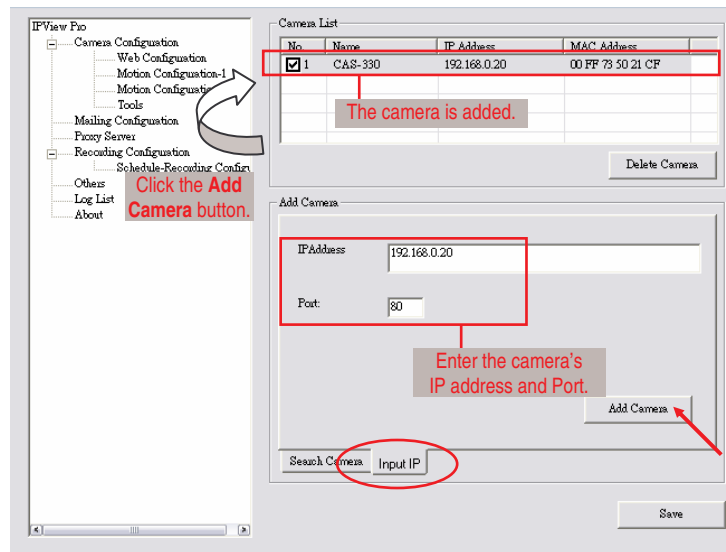 IPView Pro
Camera Configuration
Web Configuration
Motion Configuration-1
Motion Configuratio
Tools
Mailing Configuration
Proxy Server
Recording Configuration
Schedule-Recording Configu
Others
Log List
About
Click the Add
Camera button.
Camera List
No. Name IP Address MAC Address
1 CAS-330 192.168.0.20 00 FF 73 50 21 CF
The camera is added.
Delete Camera
Add Camera
IPAddress 192.168.0.20
Port: 80
Enter the camera's
IP address and Port.
Add Camera
Search Camera Input IP
Save